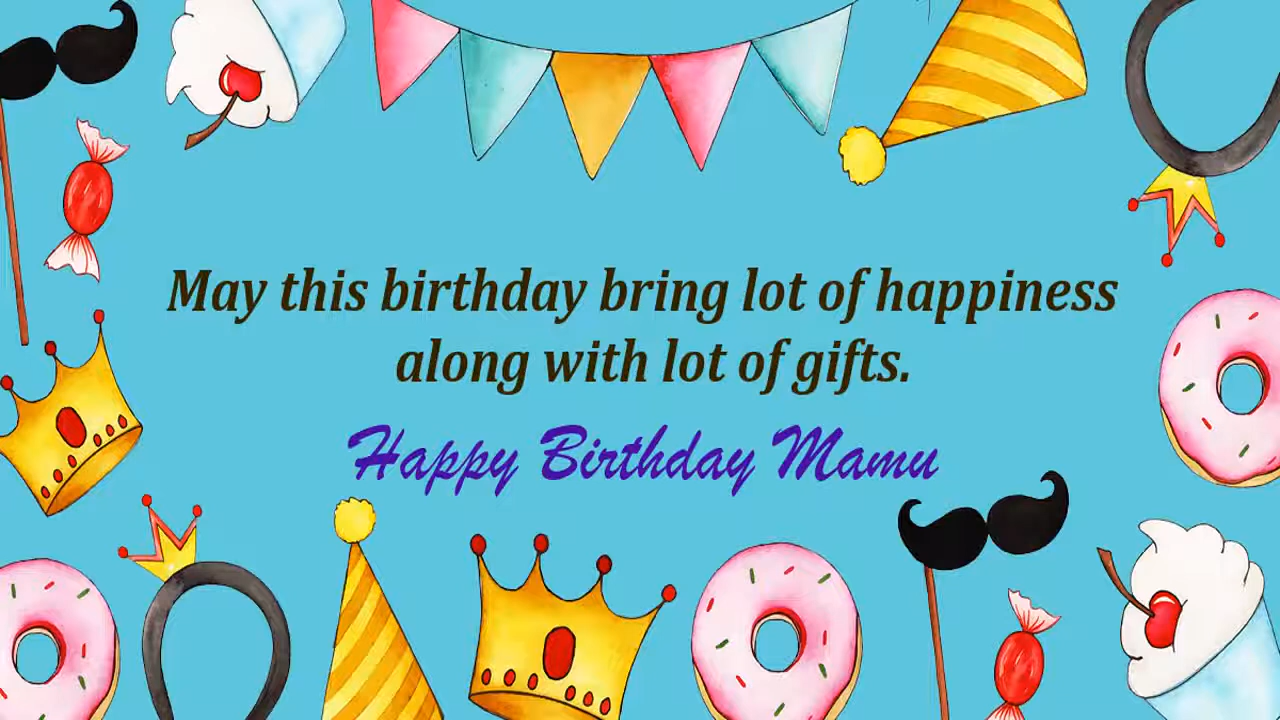 May this birthday bring lot of happiness
along with lot of gifts.
Happy Birthday Mamu